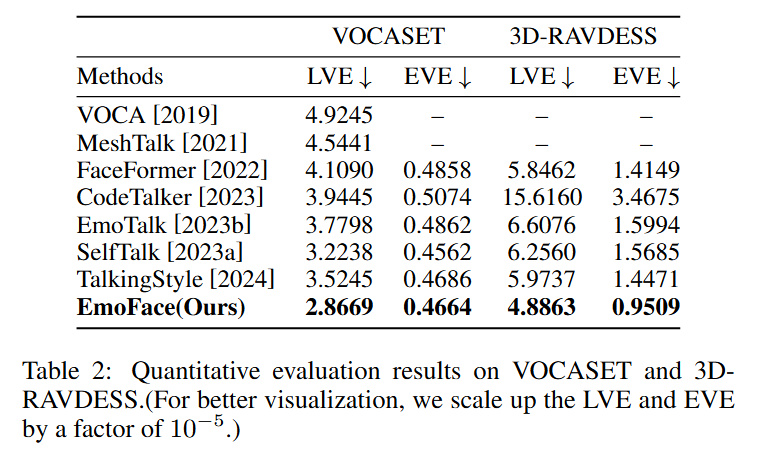 VOCASET 3D-RAVDESS
Methods LVE↓ EVE↓ LVE↓ EVE↓
VOCA [2019] 4.9245 – – –
MeshTalk [2021] 4.5441 – – –
FaceFormer [2022] 4.1090 0.4858 5.8462 1.4149
CodeTalker [2023] 3.9445 0.5074 15.6160 3.4675
EmoTalk [2023b] 3.7798 0.4862 6.6076 1.5994
SelfTalk [2023a] 3.2238 0.4562 6.2560 1.5685
TalkingStyle [2024] 3.5245 0.4686 5.9737 1.4471
EmoFace(Ours) 2.8669 0.4664 4.8863 0.9509
Table 2: Quantitative evaluation results on VOCASET and 3D-
RAVDESS.(For better visualization, we scale up the LVE and EVE
by a factor of 10⁻⁵.)